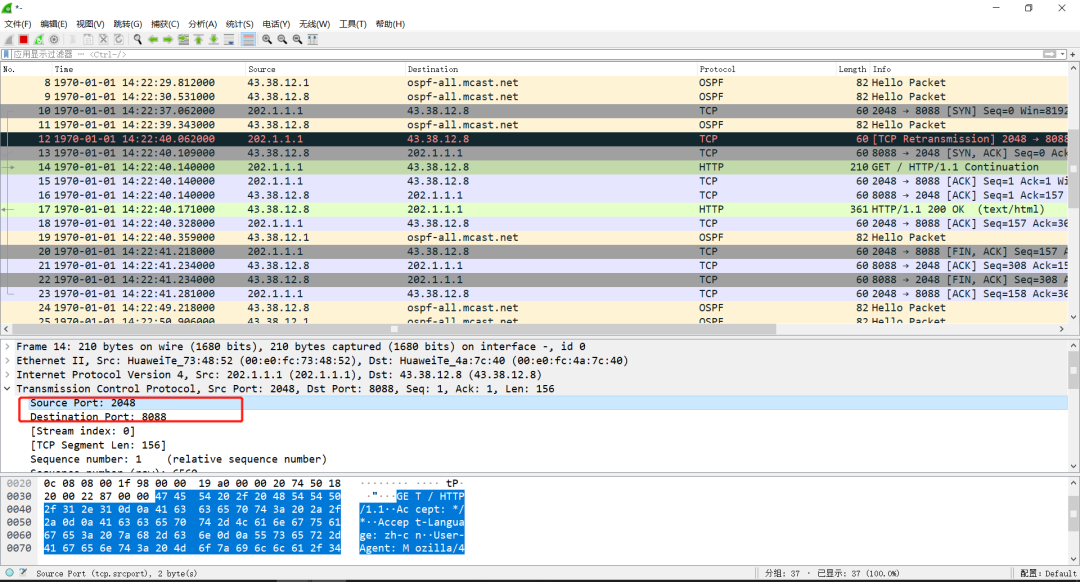 *-
文件(F) 编辑(E) 视图(V) 跳转(G) 捕获(C) 分析(A) 统计(S) 电话(Y) 无线(W) 工具(T) 帮助(H)
应用显示过滤器 … <Ctrl-/>
No. Time Source Destination Protocol Length Info
8 1970-01-01 14:22:29.812000 43.38.12.1 ospf-all.mcast.net OSPF 82 Hello Packet
9 1970-01-01 14:22:30.531000 43.38.12.8 ospf-all.mcast.net OSPF 82 Hello Packet
10 1970-01-01 14:22:37.062000 202.1.1.1 43.38.12.8 TCP 60 2048 → 8088 [SYN] Seq=0 Win=8192
11 1970-01-01 14:22:39.343000 43.38.12.8 ospf-all.mcast.net OSPF 82 Hello Packet
12 1970-01-01 14:22:40.062000 202.1.1.1 43.38.12.8 TCP 60 [TCP Retransmission] 2048 → 8088
13 1970-01-01 14:22:40.109000 43.38.12.8 202.1.1.1 TCP 60 8088 → 2048 [SYN, ACK] Seq=0 Ack
14 1970-01-01 14:22:40.140000 202.1.1.1 43.38.12.8 HTTP 210 GET / HTTP/1.1 Continuation
15 1970-01-01 14:22:40.140000 202.1.1.1 43.38.12.8 TCP 60 2048 → 8088 [ACK] Seq=1 Ack=1 Wi
16 1970-01-01 14:22:40.140000 43.38.12.8 202.1.1.1 TCP 60 8088 → 2048 [ACK] Seq=1 Ack=157
17 1970-01-01 14:22:40.171000 43.38.12.8 202.1.1.1 HTTP 361 HTTP/1.1 200 OK (text/html)
18 1970-01-01 14:22:40.328000 202.1.1.1 43.38.12.8 TCP 60 2048 → 8088 [ACK] Seq=157 Ack=30
19 1970-01-01 14:22:40.359000 43.38.12.1 ospf-all.mcast.net OSPF 82 Hello Packet
20 1970-01-01 14:22:41.218000 202.1.1.1 43.38.12.8 TCP 60 2048 → 8088 [FIN, ACK] Seq=157 A
21 1970-01-01 14:22:41.234000 43.38.12.8 202.1.1.1 TCP 60 8088 → 2048 [ACK] Seq=308 Ack=15
22 1970-01-01 14:22:41.234000 43.38.12.8 202.1.1.1 TCP 60 8088 → 2048 [FIN, ACK] Seq=308 A
23 1970-01-01 14:22:41.281000 202.1.1.1 43.38.12.8 TCP 60 2048 → 8088 [ACK] Seq=158 Ack=30
24 1970-01-01 14:22:49.218000 43.38.12.8 ospf-all.mcast.net OSPF 82 Hello Packet
25 1970-01-01 14:22:50.906000 43.38.12.1 ospf-all.mcast.net OSPF 82 Hello Packet
Frame 14: 210 bytes on wire (1680 bits), 210 bytes captured (1680 bits) on interface -, id 0
Ethernet II, Src: HuaweiTe_73:48:52 (00:e0:fc:73:48:52), Dst: HuaweiTe_4a:7c:40 (00:e0:fc:4a:7c:40)
Internet Protocol Version 4, Src: 202.1.1.1 (202.1.1.1), Dst: 43.38.12.8 (43.38.12.8)
Transmission Control Protocol, Src Port: 2048, Dst Port: 8088, Seq: 1, Ack: 1, Len: 156
Source Port: 2048
Destination Port: 8088
[Stream index: 0]
[TCP Segment Len: 156]
Sequence number: 1 (relative sequence number)
Sequence number (raw): 6560
0020 0c 08 08 00 1f 98 00 00 19 a0 00 00 20 74 50 18 ········ ···· tP·
0030 20 00 22 87 00 00 47 45 54 20 2f 20 48 54 54 50 ·"···GE T / HTTP
0040 2f 31 2e 31 0d 0a 41 63 63 65 70 74 3a 20 2a 2f /1.1··Ac cept: */
0050 2a 0d 0a 41 63 63 65 70 74 2d 4c 61 6e 67 75 61 *··Accep t-Langua
0060 67 65 3a 20 7a 68 2d 63 6e 0d 0a 55 73 65 72 2d ge: zh-c n··User-
0070 41 67 65 6e 74 3a 20 4d 6f 7a 69 6c 6c 61 2f 34 Agent: M ozilla/4
Source Port (tcp.srcport), 2 byte(s) 分组: 37 · 已显示: 37 (100.0%) 配置: Default